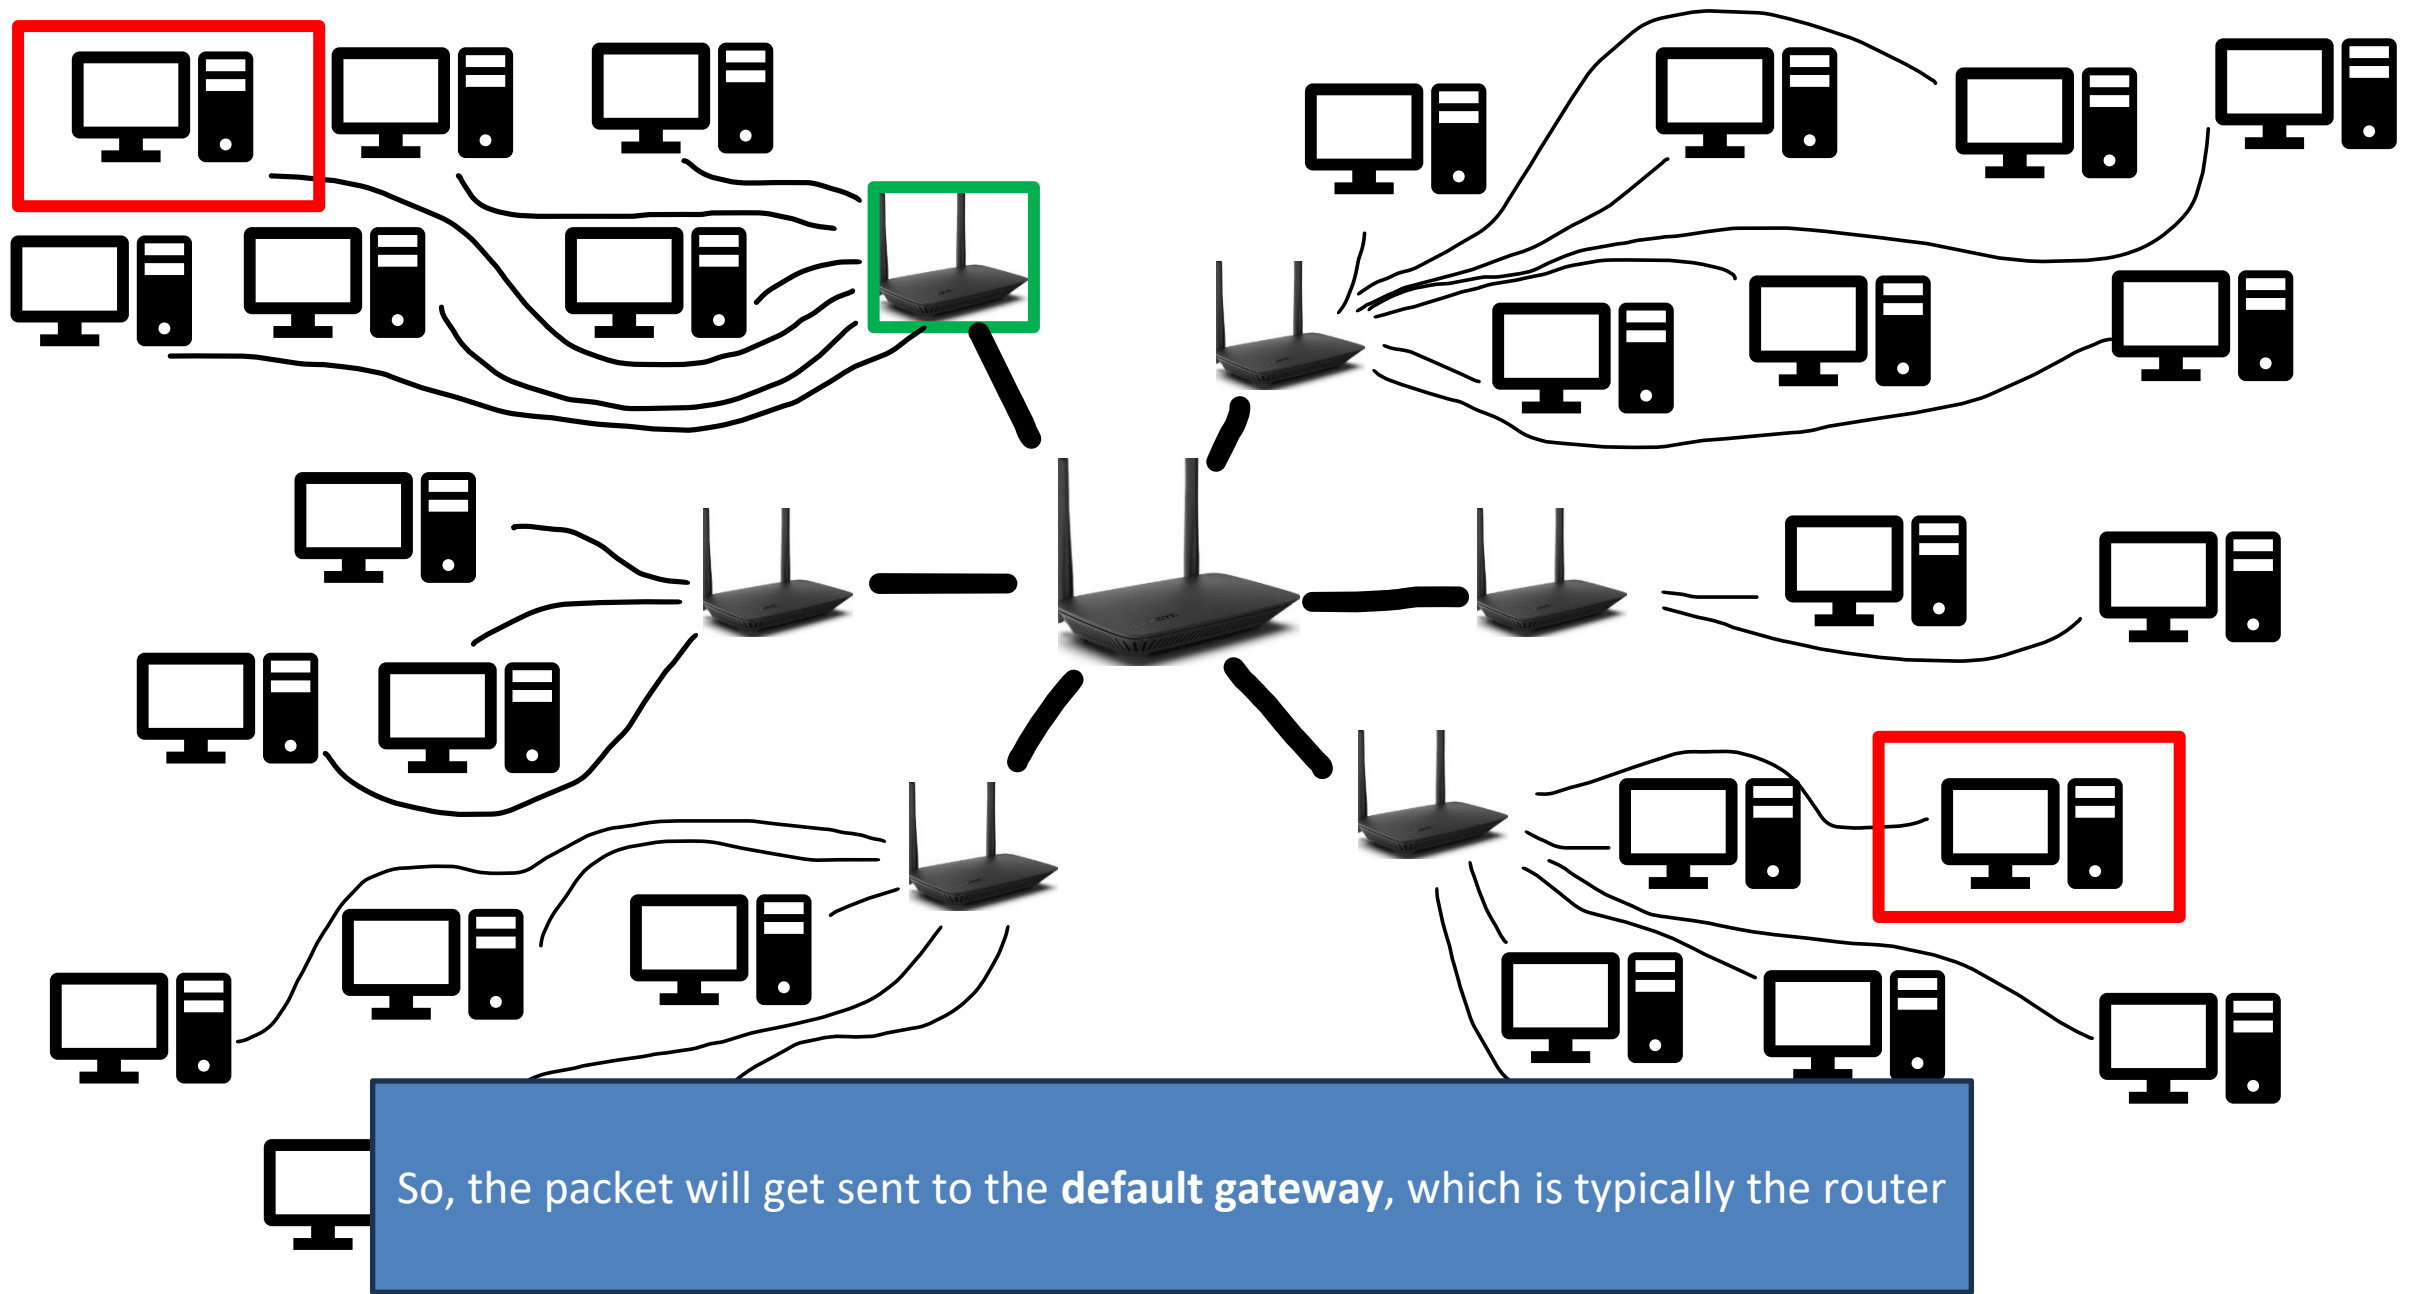 So, the packet will get sent to the default gateway, which is typically the router